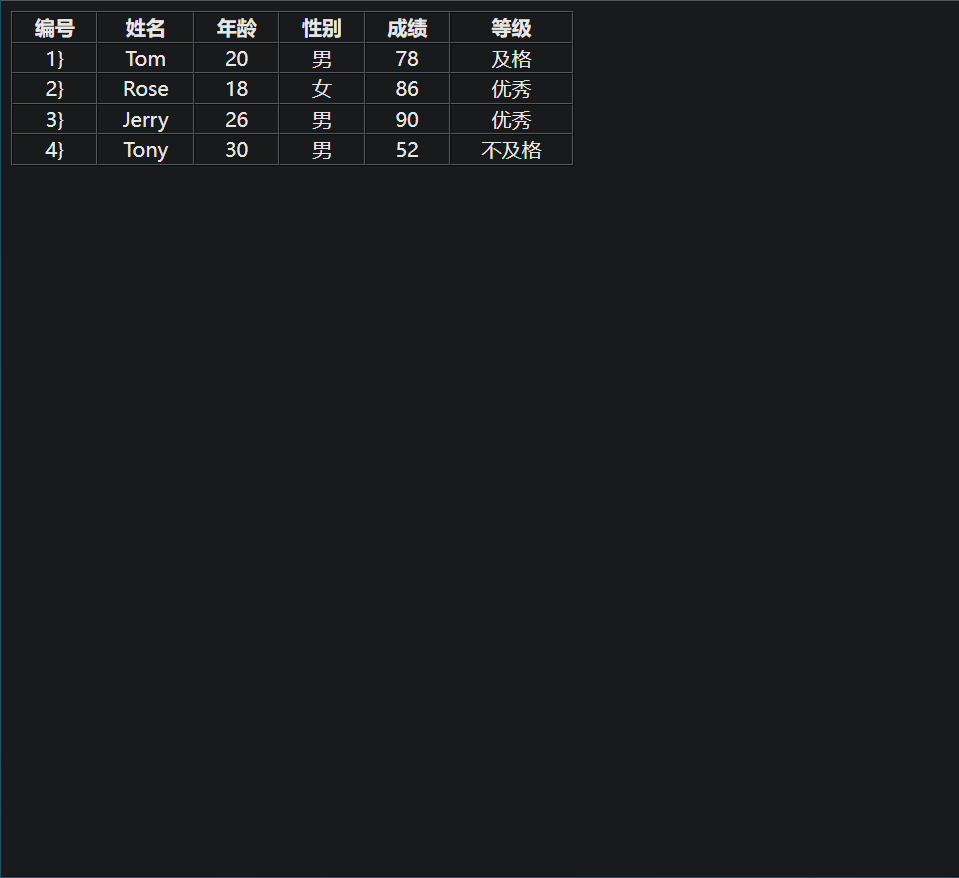 编号 姓名 年龄 性别 成绩 等级
1} Tom 20 男 78 及格
2} Rose 18 女 86 优秀
3} Jerry 26 男 90 优秀
4} Tony 30 男 52 不及格